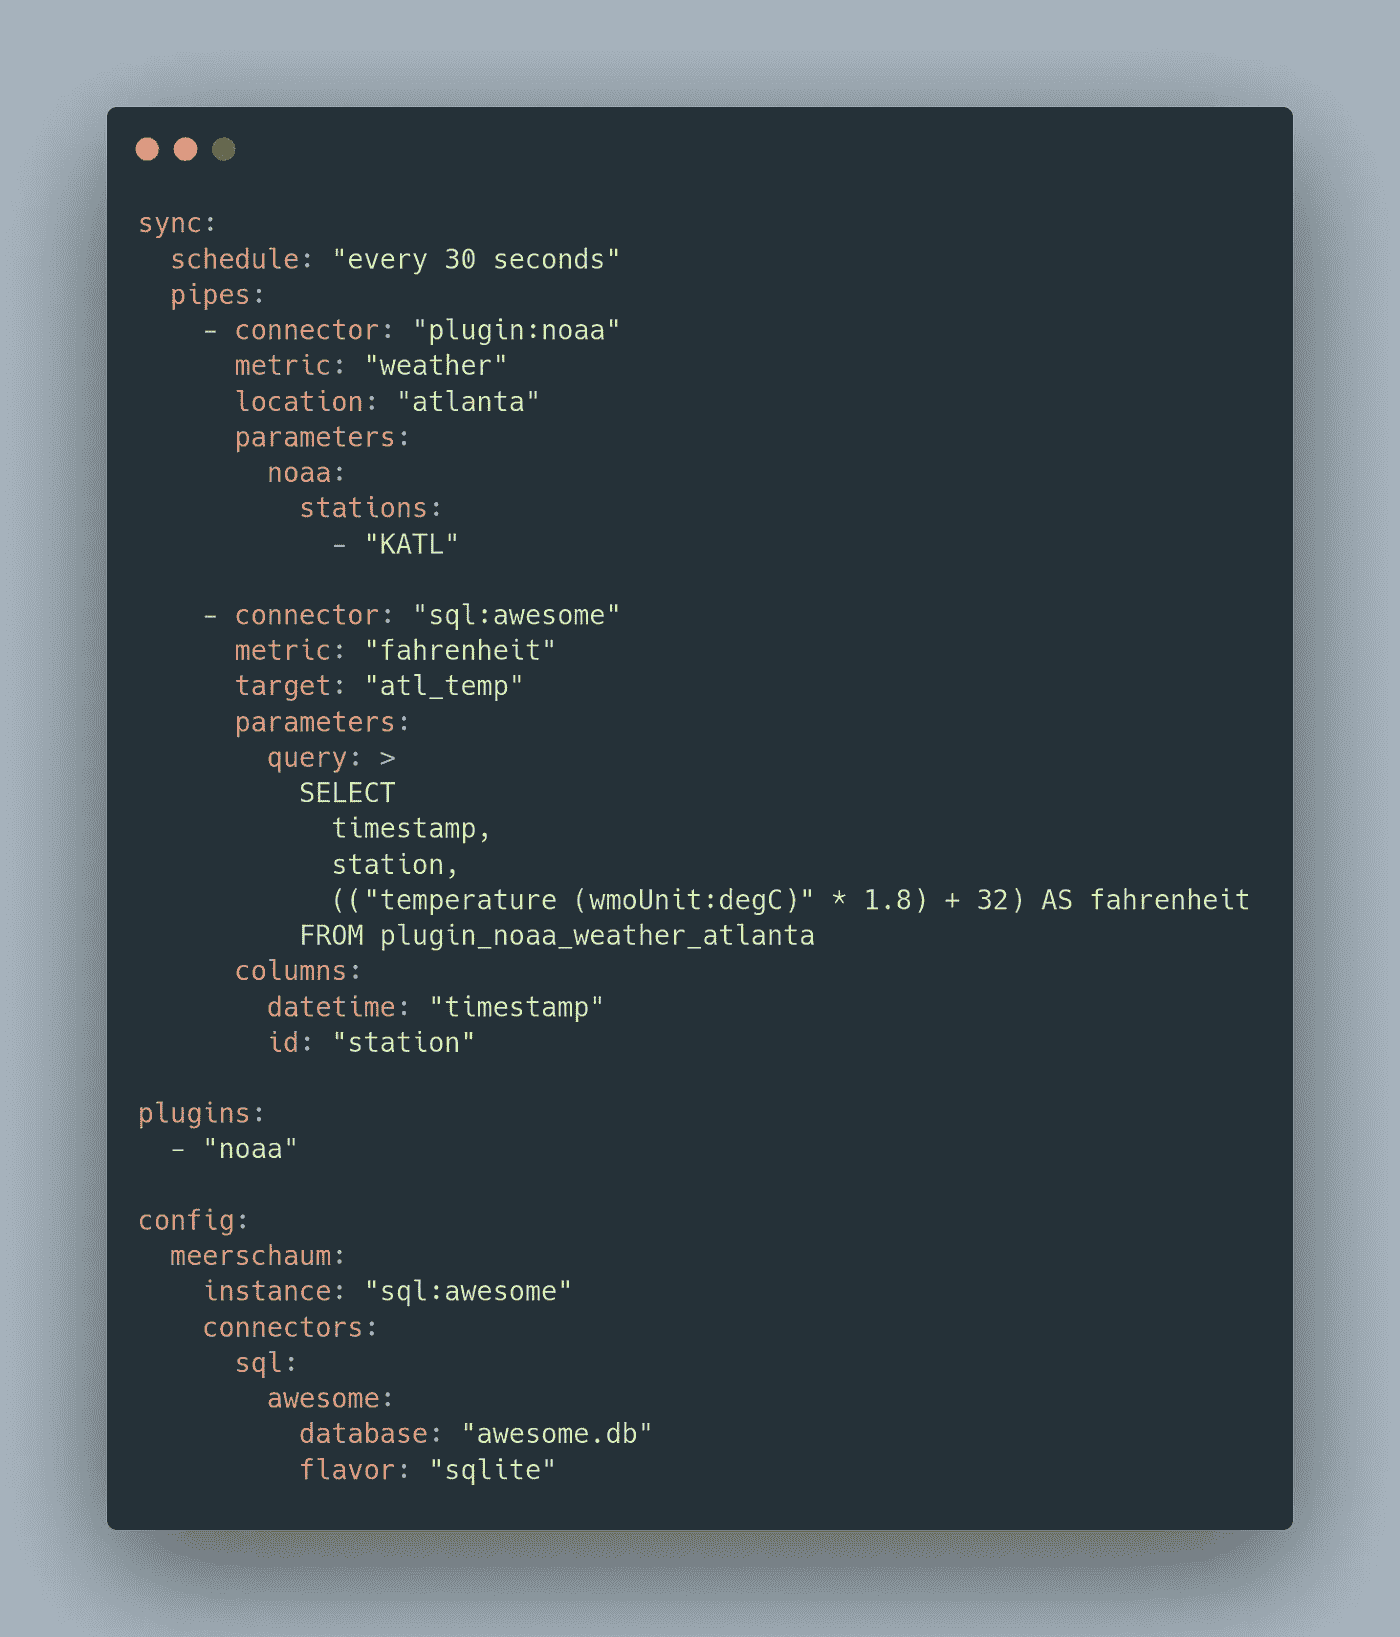 sync:
  schedule: "every 30 seconds"
  pipes:
    - connector: "plugin:noaa"
      metric: "weather"
      location: "atlanta"
      parameters:
        noaa:
          stations:
            - "KATL"

    - connector: "sql:awesome"
      metric: "fahrenheit"
      target: "atl_temp"
      parameters:
        query: >
          SELECT
            timestamp,
            station,
            (("temperature (wmoUnit:degC)" * 1.8) + 32) AS fahrenheit
          FROM plugin_noaa_weather_atlanta
      columns:
        datetime: "timestamp"
        id: "station"

plugins:
  - "noaa"

config:
  meerschaum:
    instance: "sql:awesome"
    connectors:
      sql:
        awesome:
          database: "awesome.db"
          flavor: "sqlite"